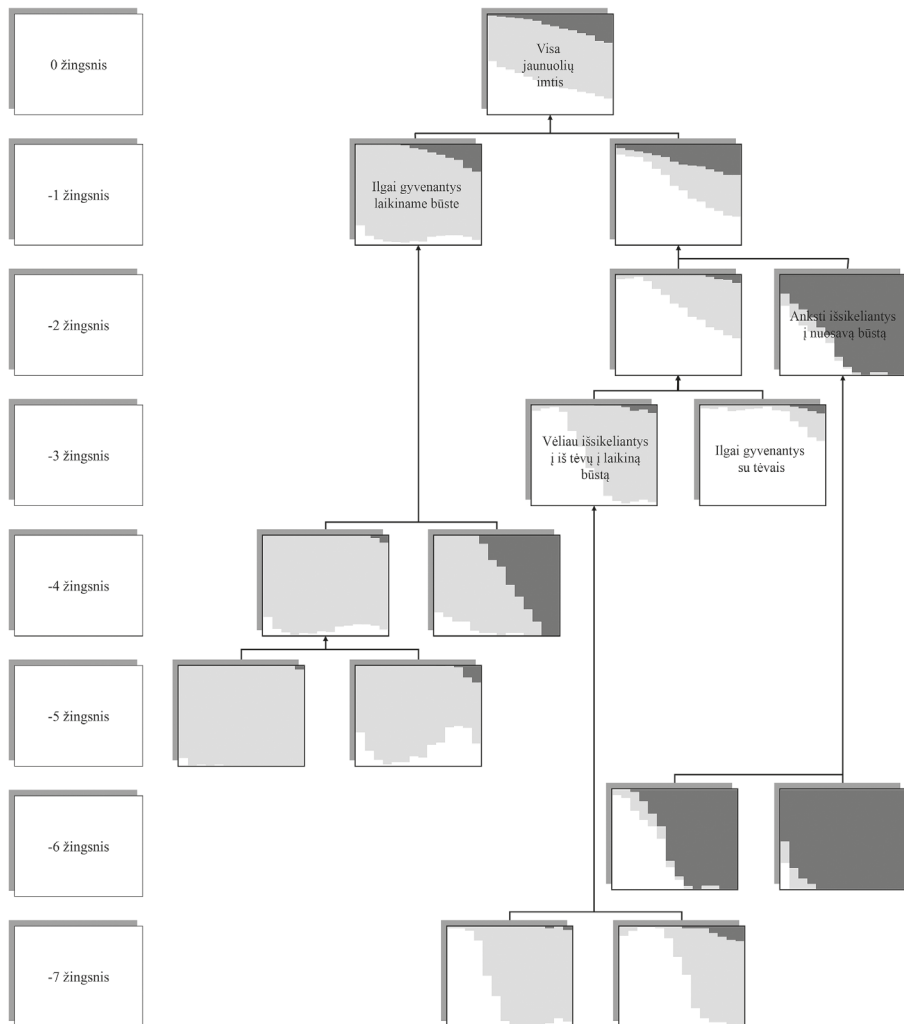 0 žingsnis
Visa
jaunuolių
imtis
-1 žingsnis
Ilgai gyvenantys
laikiname būste
-2 žingsnis
Anksti išsikeliantys
į nuosavą būstą
-3 žingsnis
Vėliau išsikeliantys
į iš tėvų į laikiną
būstą
Ilgai gyvenantys
su tėvais
-4 žingsnis
-5 žingsnis
-6 žingsnis
-7 žingsnis